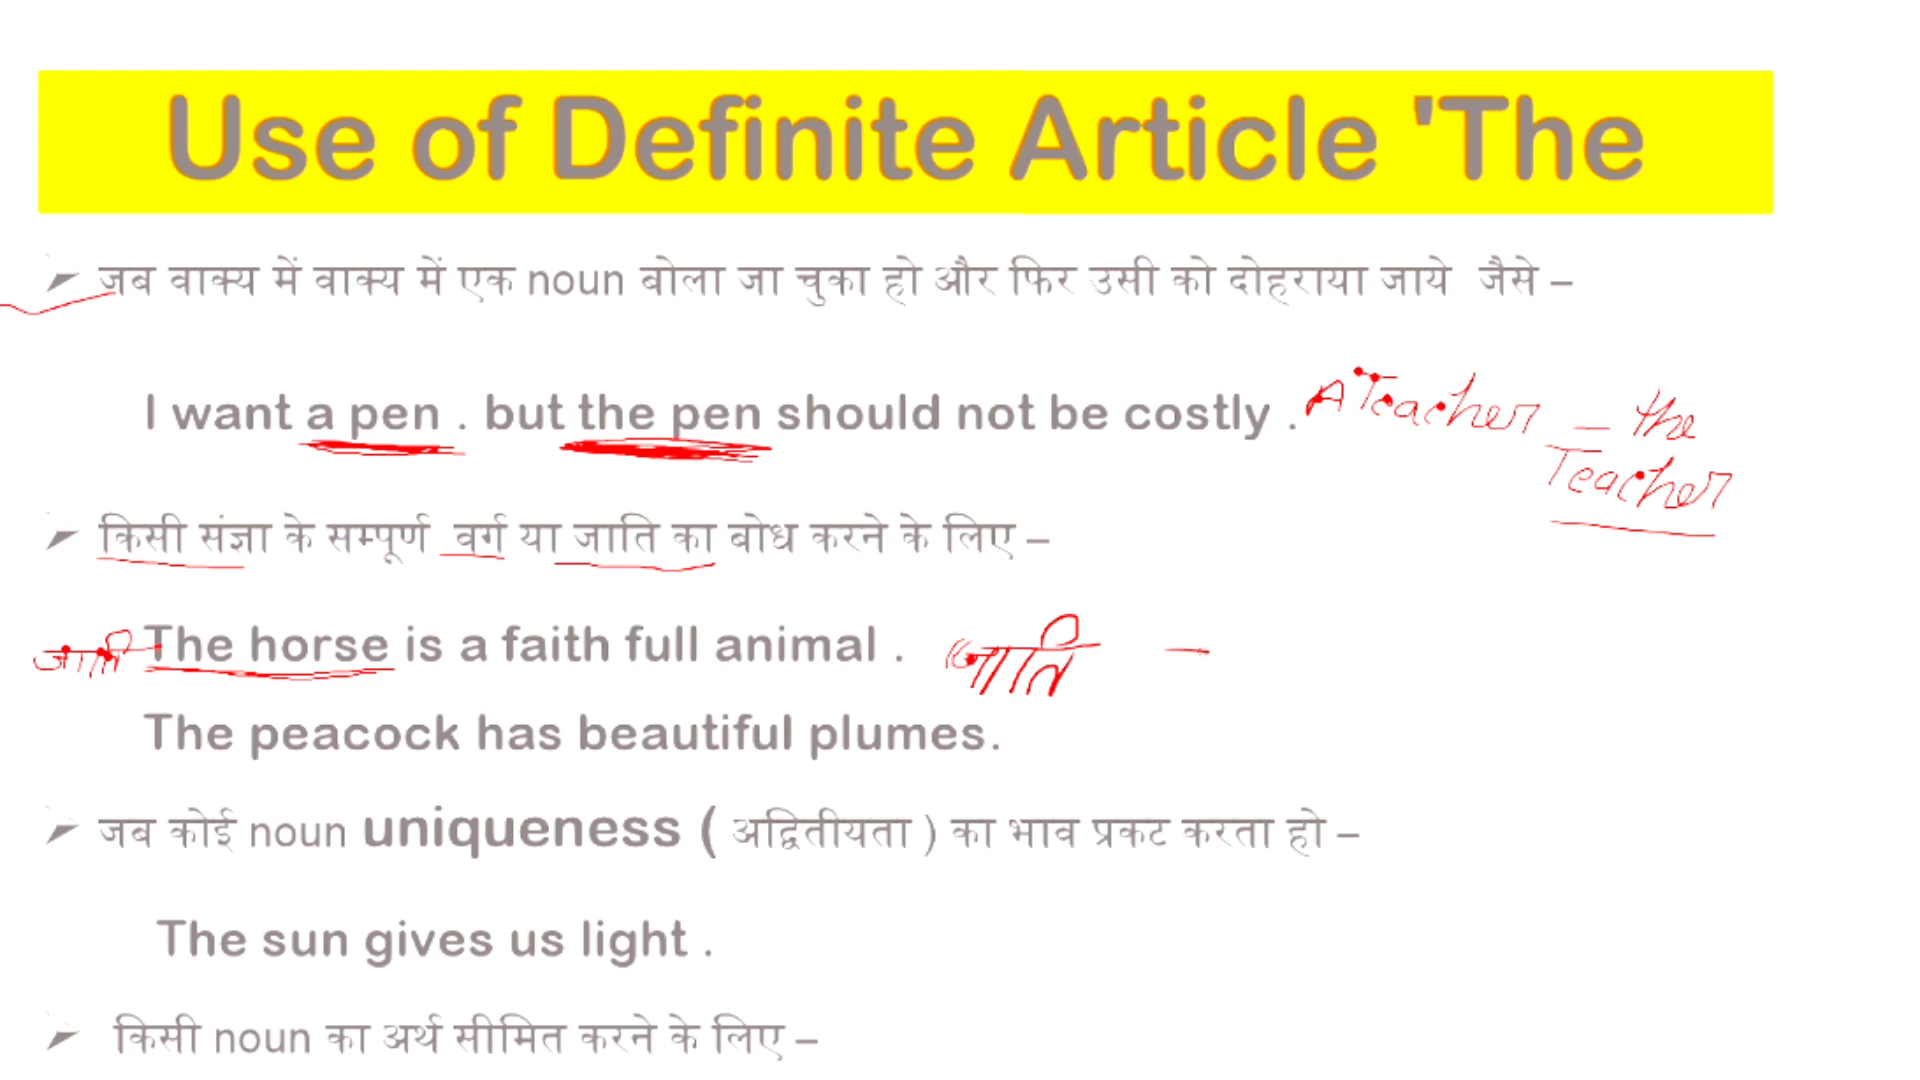 Use of Definite Article 'The
जब वाक्य में वाक्य में एक noun बोला जा चुका हो और फिर उसी को दोहराया जाये जैसे –
I want a pen . but the pen should not be costly .
A Teacher – the
Teacher
किसी संज्ञा के सम्पूर्ण वर्ग या जाति का बोध करने के लिए –
जाति The horse is a faith full animal . जाति –
The peacock has beautiful plumes.
जब कोई noun uniqueness ( अद्वितीयता ) का भाव प्रकट करता हो –
The sun gives us light .
किसी noun का अर्थ सीमित करने के लिए –